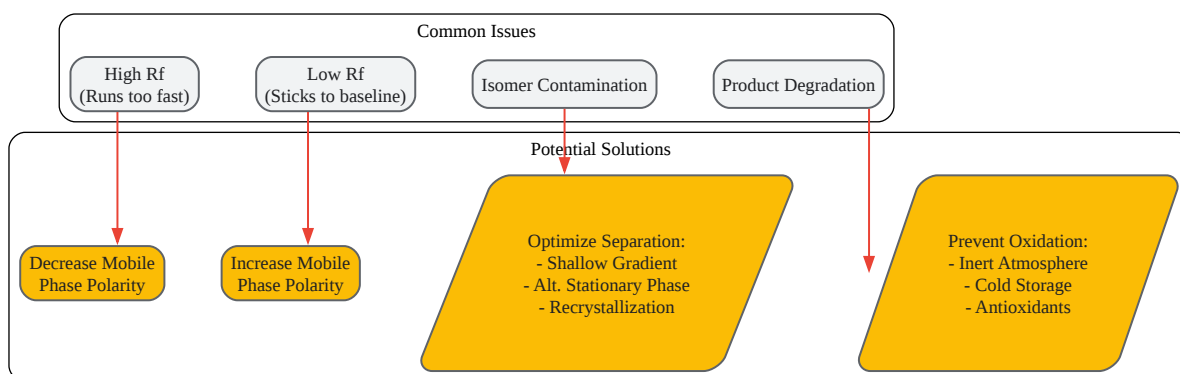 Common Issues
High Rf
(Runs too fast)
Low Rf
(Sticks to baseline)
Isomer Contamination
Product Degradation
Potential Solutions
Decrease Mobile
Phase Polarity
Increase Mobile
Phase Polarity
Optimize Separation:
- Shallow Gradient
- Alt. Stationary Phase
- Recrystallization
Prevent Oxidation:
- Inert Atmosphere
- Cold Storage
- Antioxidants